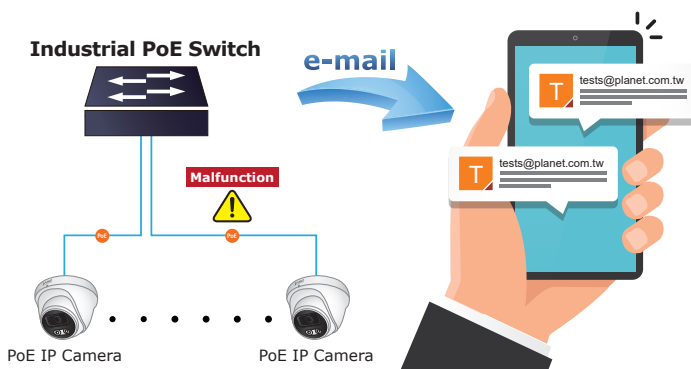 Industrial PoE Switch
e-mail
T
tests@planet.com.tw
T
tests@planet.com.tw
Malfunction
PoE
PoE
PoE IP Camera
PoE IP Camera